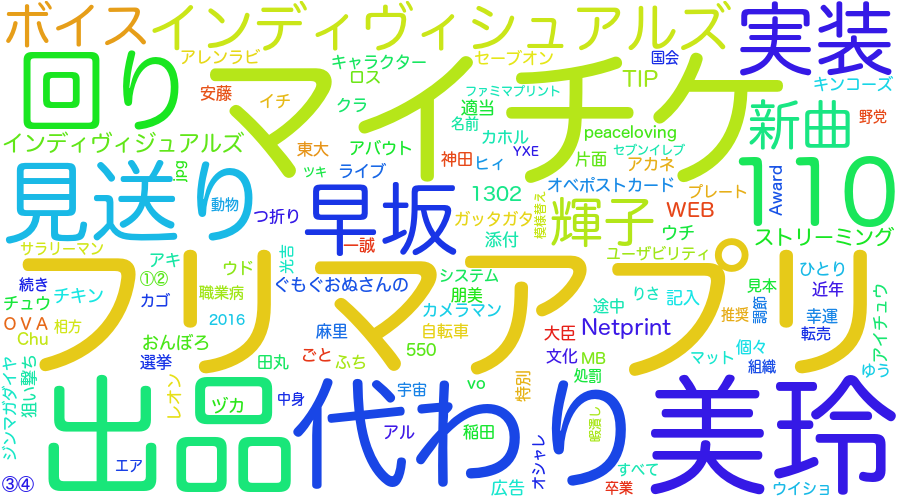 ボイス インディヴィシュアルズ 実装
回り アレンラビ キャラクター セーブオン 国会
ロス TIP キンコーズ
安藤 イチ マイチケ ファミマプリント
クラ 適当 名前 新曲 野党
インディヴィジュアルズ 東大 アバウト カホル peaceloving
神田 ヒィ YXE 片面 セブンイレブ
jpg ツキ ライブ アカネ 110
見送り 動物 つ折り 早坂 1302 オベポストカード プレート Award
ガッタガタ 模様替え 輝子 WEB
サラリーマン 一誠 添付 ウチ ストリーミング
アキ 光吉 ユーザビリティ
続き ①② ウド ぐもぐおぬさんの システム ひとり
チュウ チキン カゴ 職業病 朋美 りさ 記入 見本 近年
フリマアプリ
OVA 相方 2016 麻里 カメラマン 途中 推奨 調節 幸運
Chu おんぼろ 自転車 大臣 Netprint 転売
選挙 田丸 ごと ふち 550 文化 MB マット 個々 組織 ゆうアイチュウ
ジンマガダイヤ 狙い撃ち レオン 宇宙 vo 特別 処罰
出品 ヅカ 中身 代わり 美玲
アル 稲田 暇潰し
エア オシャレ すべて
③④ 広告 卒業 ウイショ